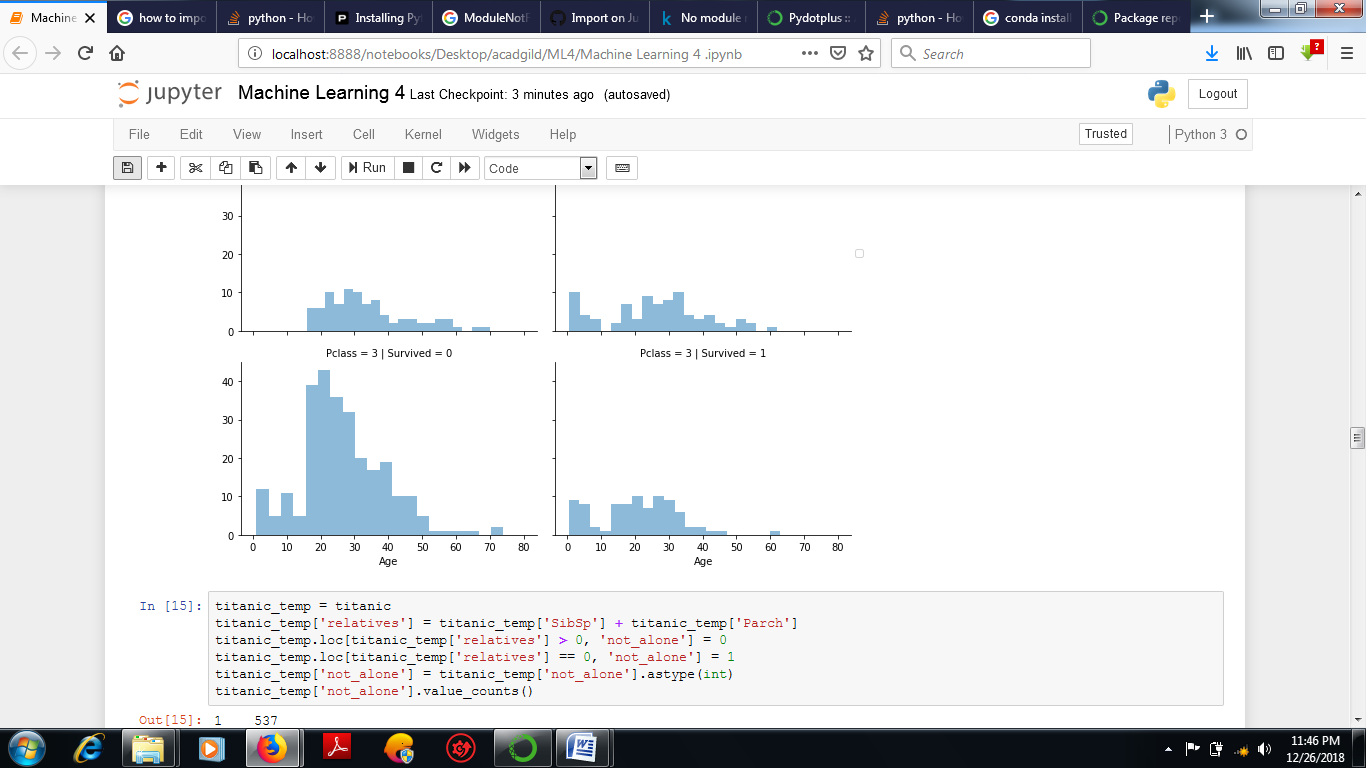 Machine
how to impo
python - Ho
Installing Py
ModuleNotF
Import on Ju
No module n
Pydotplus ::
python - Ho
conda install
Package rep
localhost:8888/notebooks/Desktop/acadgild/ML4/Machine Learning 4 .ipynb
Search
?
jupyter Machine Learning 4 Last Checkpoint: 3 minutes ago (autosaved)
Logout
File Edit View Insert Cell Kernel Widgets Help
Trusted
Python 3
Run
Code
30
20
10
0
Pclass = 3 | Survived = 0
Pclass = 3 | Survived = 1
40
30
20
10
0
0 10 20 30 40 50 60 70 80
0 10 20 30 40 50 60 70 80
Age
Age
In [15]:
titanic_temp = titanic
titanic_temp['relatives'] = titanic_temp['SibSp'] + titanic_temp['Parch']
titanic_temp.loc[titanic_temp['relatives'] > 0, 'not_alone'] = 0
titanic_temp.loc[titanic_temp['relatives'] == 0, 'not_alone'] = 1
titanic_temp['not_alone'] = titanic_temp['not_alone'].astype(int)
titanic_temp['not_alone'].value_counts()
Out[15]: 1 537
11:46 PM
12/26/2018